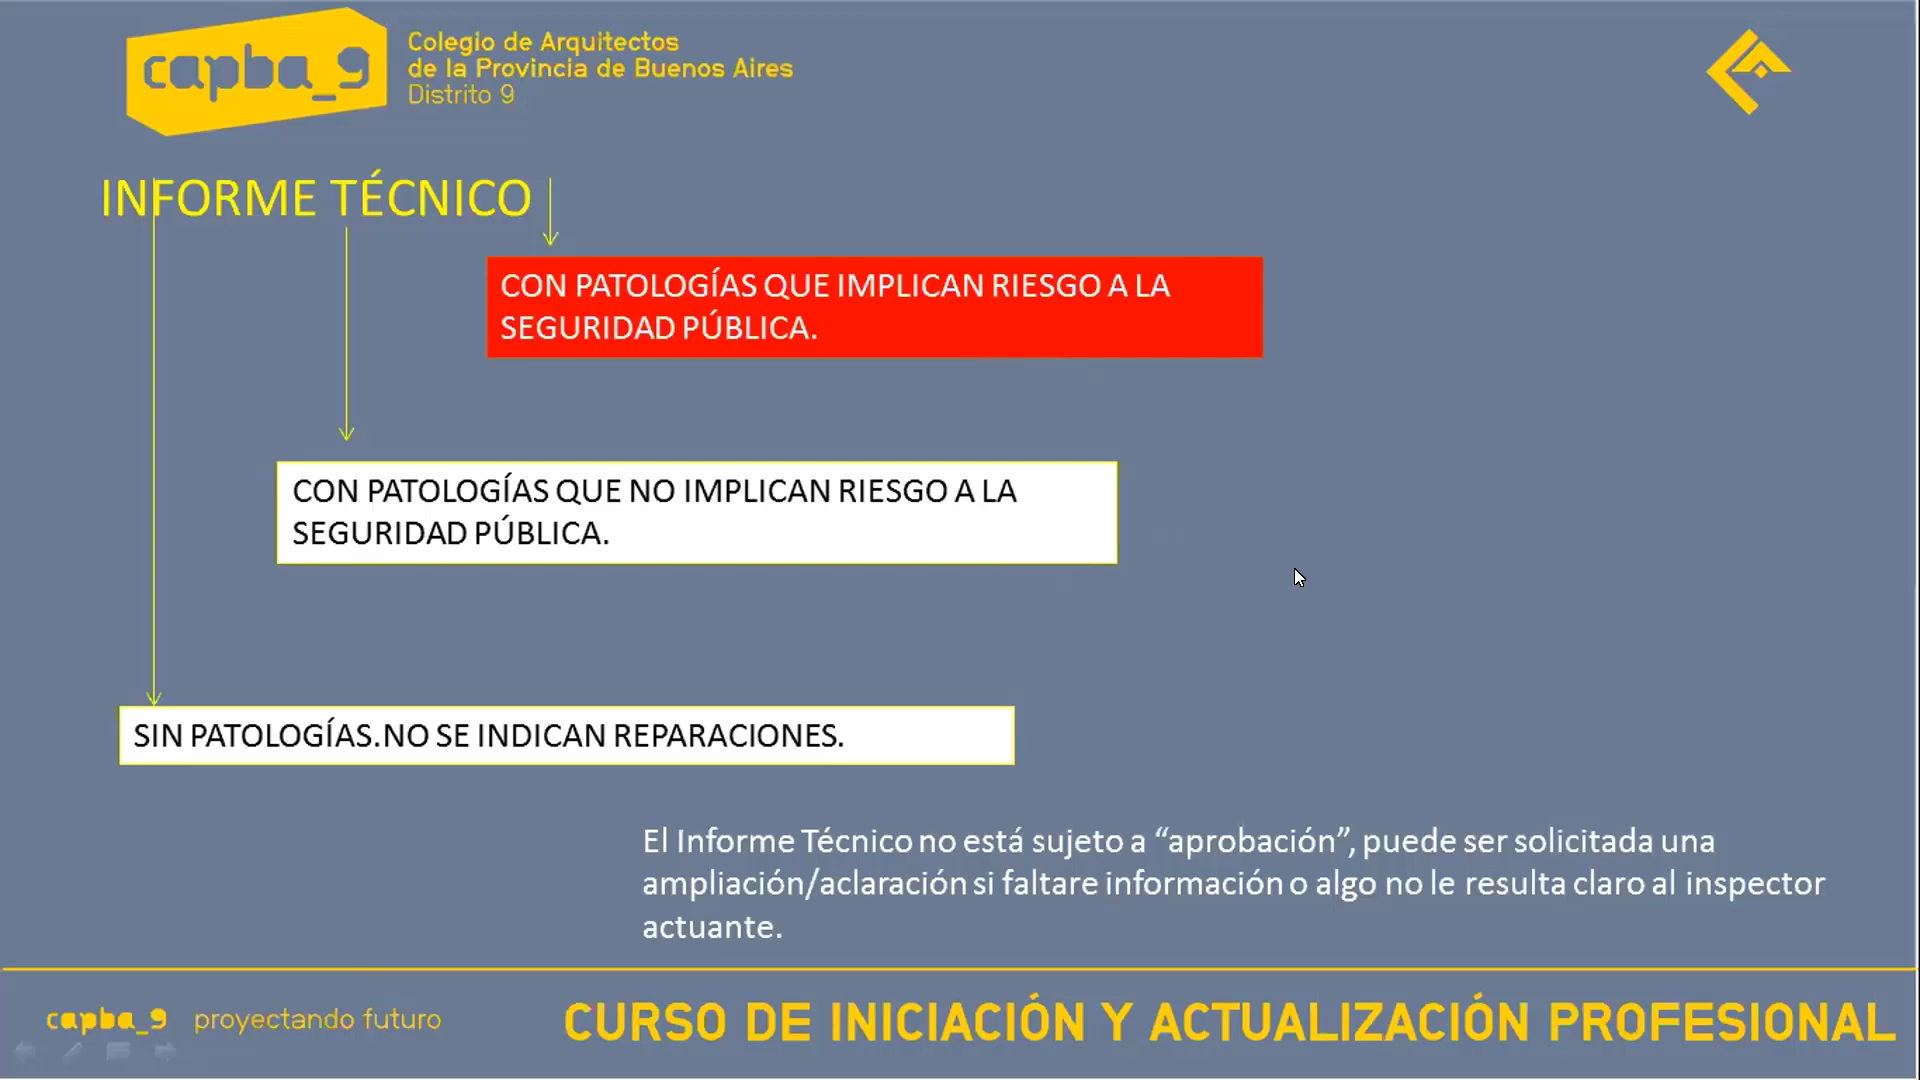 capba_9
Colegio de Arquitectos
de la Provincia de Buenos Aires
Distrito 9
INFORME TÉCNICO
CON PATOLOGÍAS QUE IMPLICAN RIESGO A LA
SEGURIDAD PÚBLICA.
CON PATOLOGÍAS QUE NO IMPLICAN RIESGO A LA
SEGURIDAD PÚBLICA.
SIN PATOLOGÍAS.NO SE INDICAN REPARACIONES.
El Informe Técnico no está sujeto a “aprobación”, puede ser solicitada una
ampliación/aclaración si faltare información o algo no le resulta claro al inspector
actuante.
capba_9 proyectando futuro
CURSO DE INICIACIÓN Y ACTUALIZACIÓN PROFESIONAL